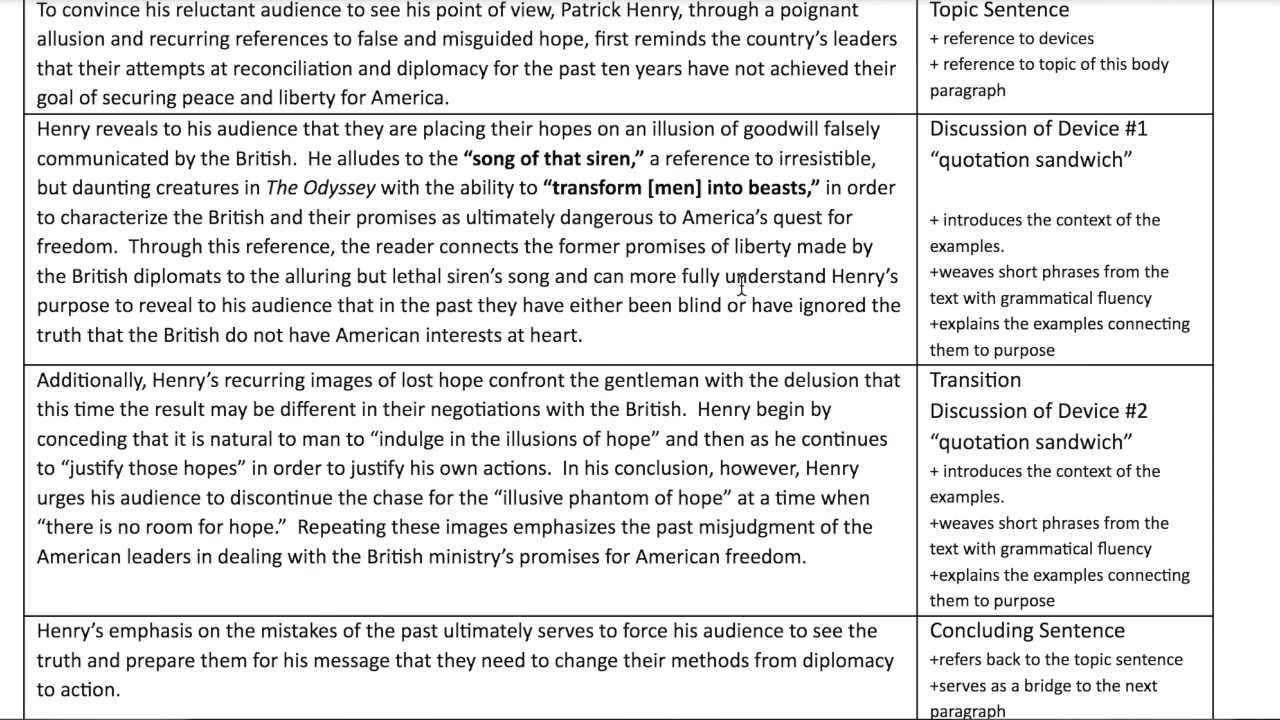 To convince his reluctant audience to see his point of view, Patrick Henry, through a poignant
allusion and recurring references to false and misguided hope, first reminds the country's leaders
that their attempts at reconciliation and diplomacy for the past ten years have not achieved their
goal of securing peace and liberty for America.
Topic Sentence
+ reference to devices
+ reference to topic of this body
paragraph
Henry reveals to his audience that they are placing their hopes on an illusion of goodwill falsely
communicated by the British.  He alludes to the “song of that siren,” a reference to irresistible,
but daunting creatures in The Odyssey with the ability to “transform [men] into beasts,” in order
to characterize the British and their promises as ultimately dangerous to America's quest for
freedom.  Through this reference, the reader connects the former promises of liberty made by
the British diplomats to the alluring but lethal siren's song and can more fully understand Henry's
purpose to reveal to his audience that in the past they have either been blind or have ignored the
truth that the British do not have American interests at heart.
Discussion of Device #1
“quotation sandwich”
+ introduces the context of the
examples.
+weaves short phrases from the
text with grammatical fluency
+explains the examples connecting
them to purpose
Additionally, Henry's recurring images of lost hope confront the gentleman with the delusion that
this time the result may be different in their negotiations with the British.  Henry begin by
conceding that it is natural to man to “indulge in the illusions of hope” and then as he continues
to “justify those hopes” in order to justify his own actions.  In his conclusion, however, Henry
urges his audience to discontinue the chase for the “illusive phantom of hope” at a time when
“there is no room for hope.”  Repeating these images emphasizes the past misjudgment of the
American leaders in dealing with the British ministry's promises for American freedom.
Transition
Discussion of Device #2
“quotation sandwich”
+ introduces the context of the
examples.
+weaves short phrases from the
text with grammatical fluency
+explains the examples connecting
them to purpose
Henry's emphasis on the mistakes of the past ultimately serves to force his audience to see the
truth and prepare them for his message that they need to change their methods from diplomacy
to action.
Concluding Sentence
+refers back to the topic sentence
+serves as a bridge to the next
paragraph